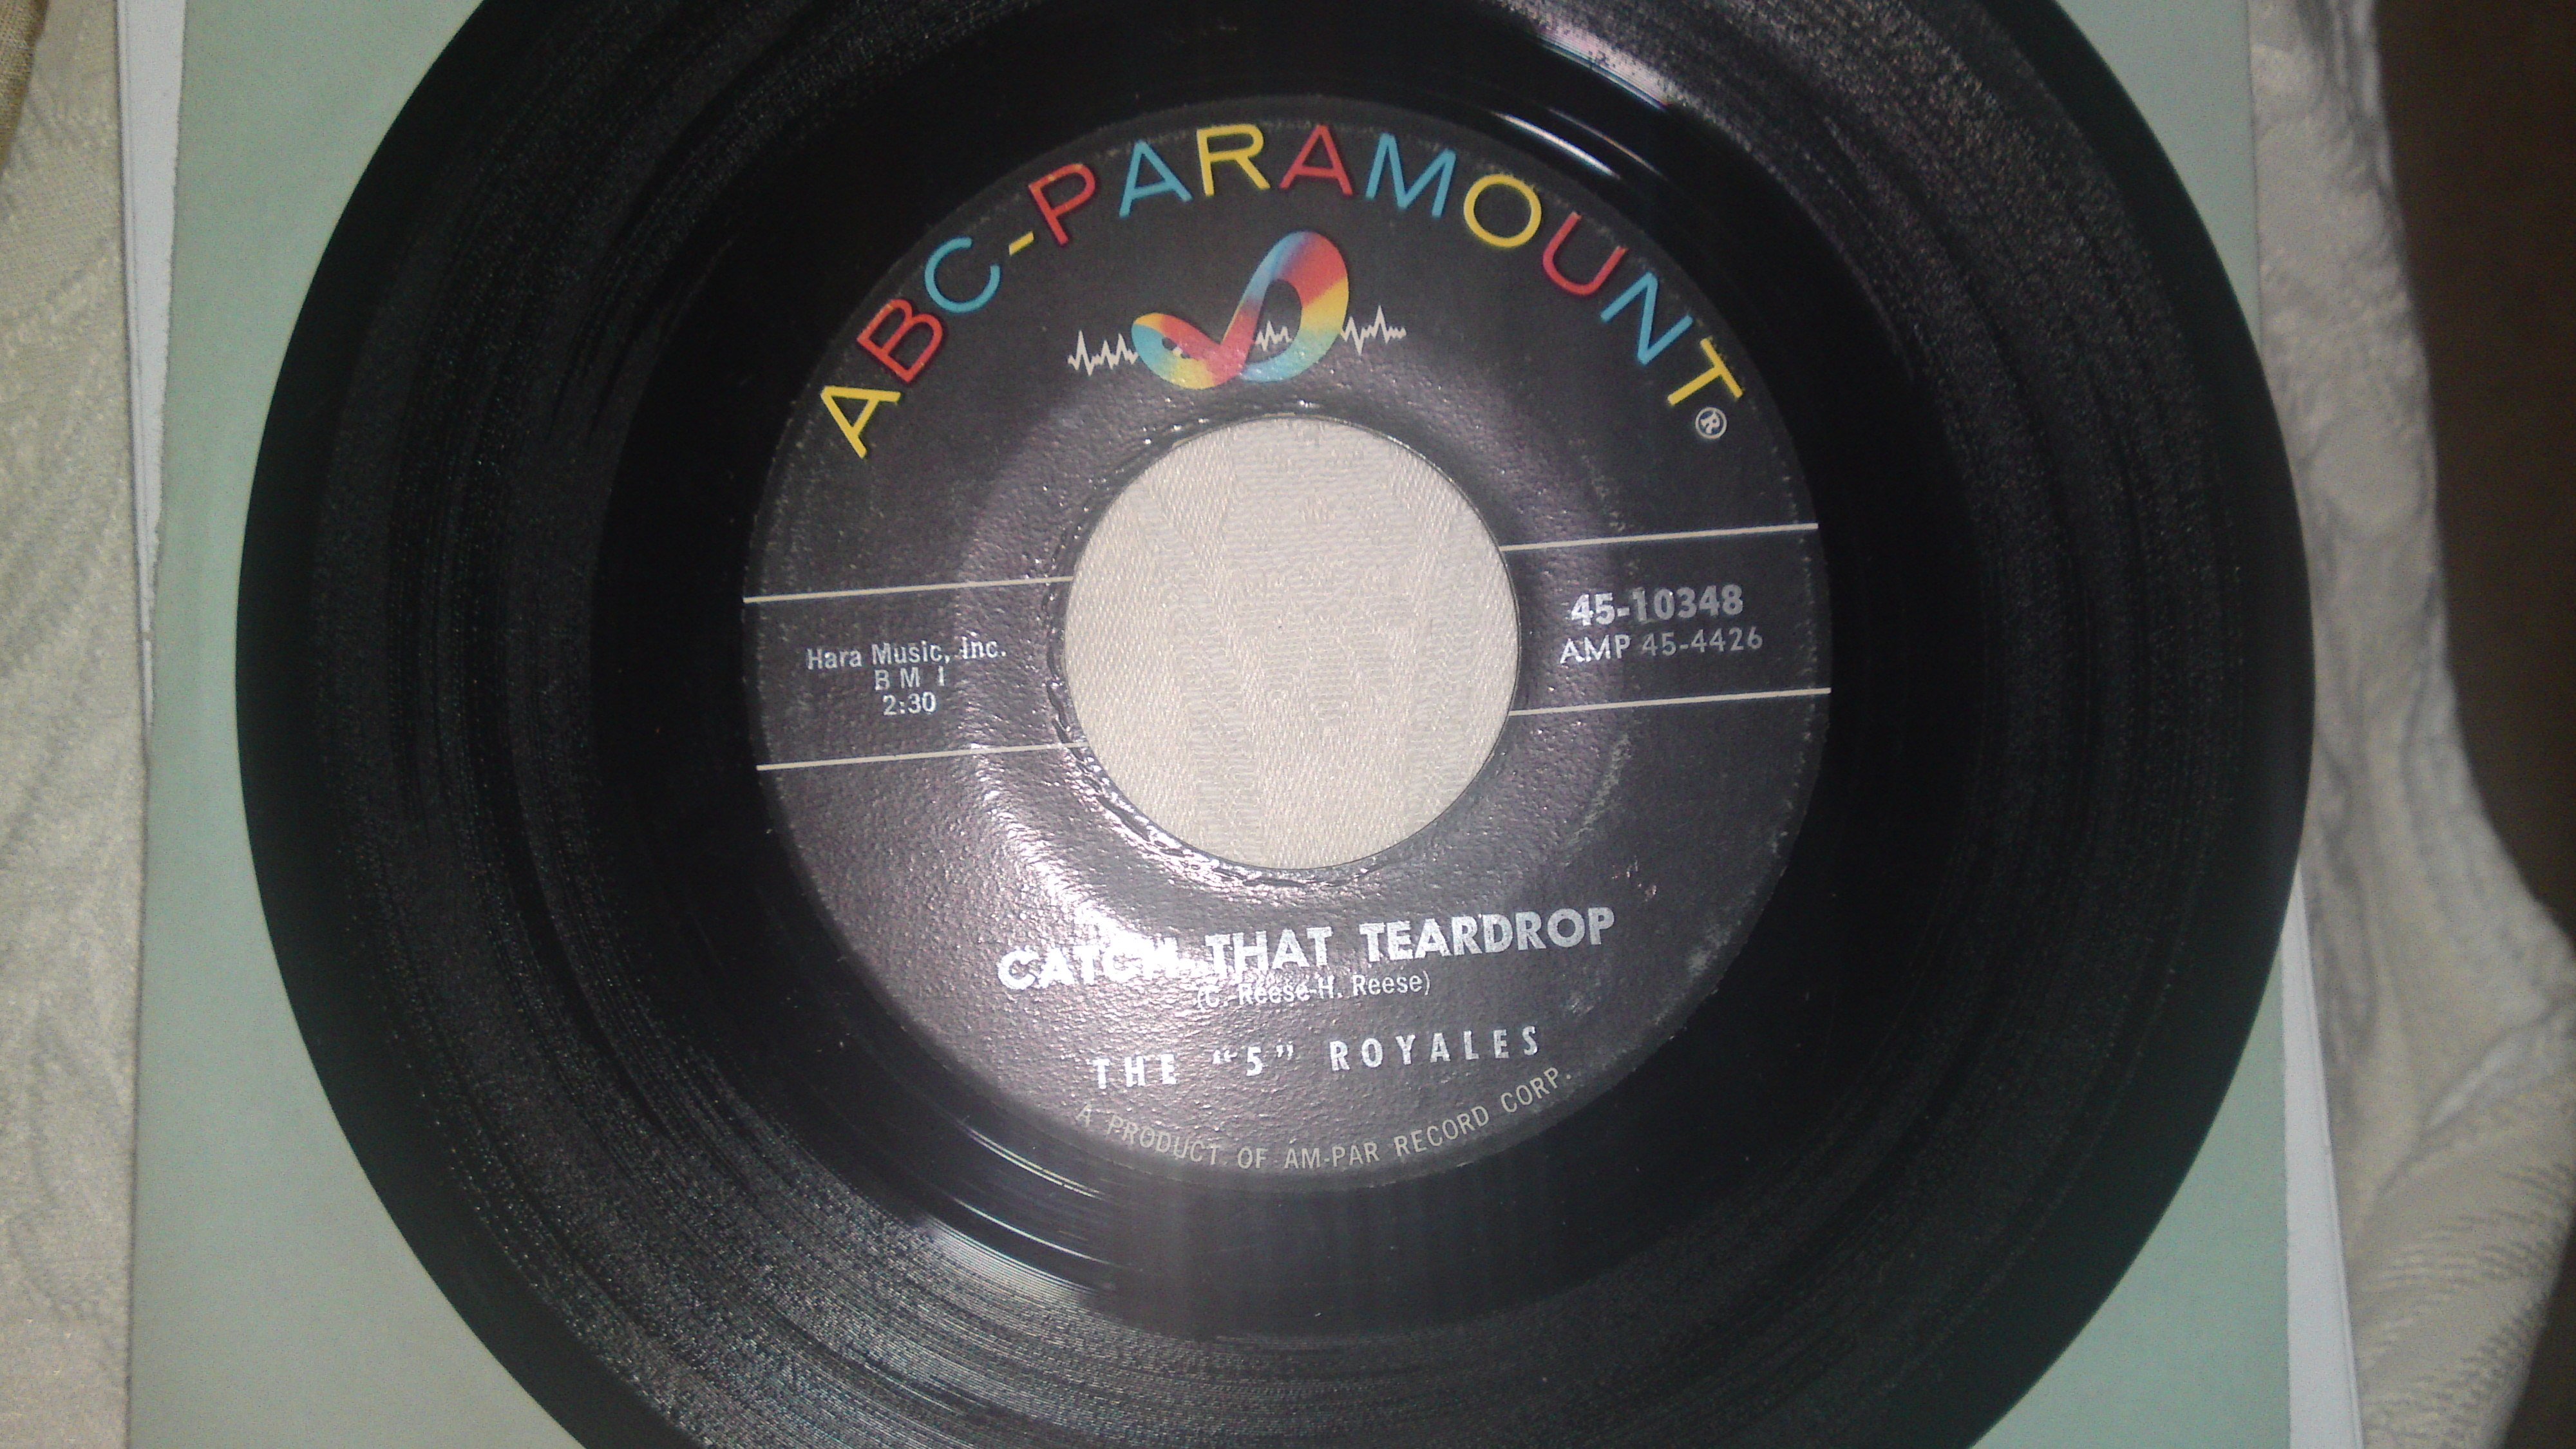 ABC-PARAMOUNT®
Hara Music, Inc.
B M I
2:30
45-10348
AMP 45-4426
CATCH THAT TEARDROP
(C. Reese-H. Reese)
THE "5" ROYALES
A PRODUCT OF AM-PAR RECORD CORP.